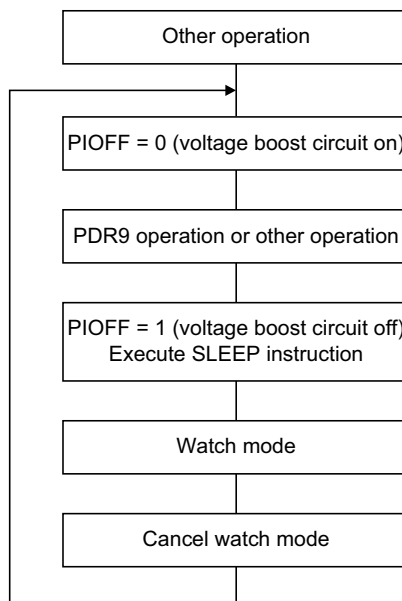 Other operation
PIOFF = 0 (voltage boost circuit on)
PDR9 operation or other operation
PIOFF = 1 (voltage boost circuit off)
Execute SLEEP instruction
Watch mode
Cancel watch mode